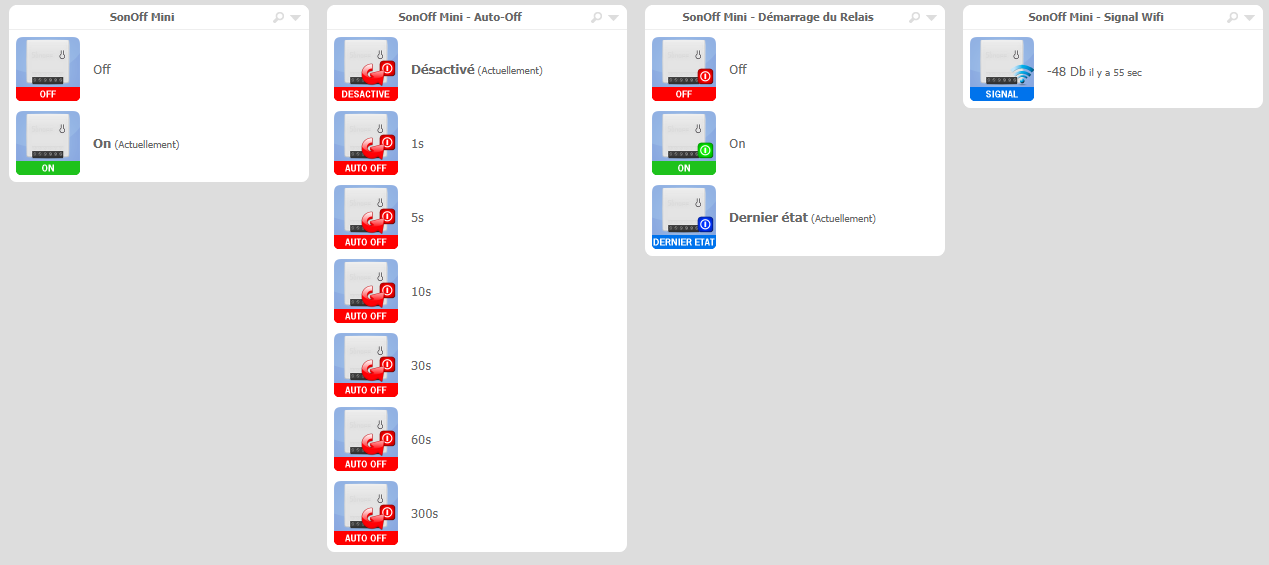 SonOff Mini
OFF
Off
ON
On (Actuellement)
SonOff Mini - Auto-Off
DESACTIVE
Désactivé (Actuellement)
AUTO OFF
1s
AUTO OFF
5s
AUTO OFF
10s
AUTO OFF
30s
AUTO OFF
60s
AUTO OFF
300s
SonOff Mini - Démarrage du Relais
OFF
Off
ON
On
DERNIER ETAT
Dernier état (Actuellement)
SonOff Mini - Signal Wifi
SIGNAL
-48 Db il y a 55 sec